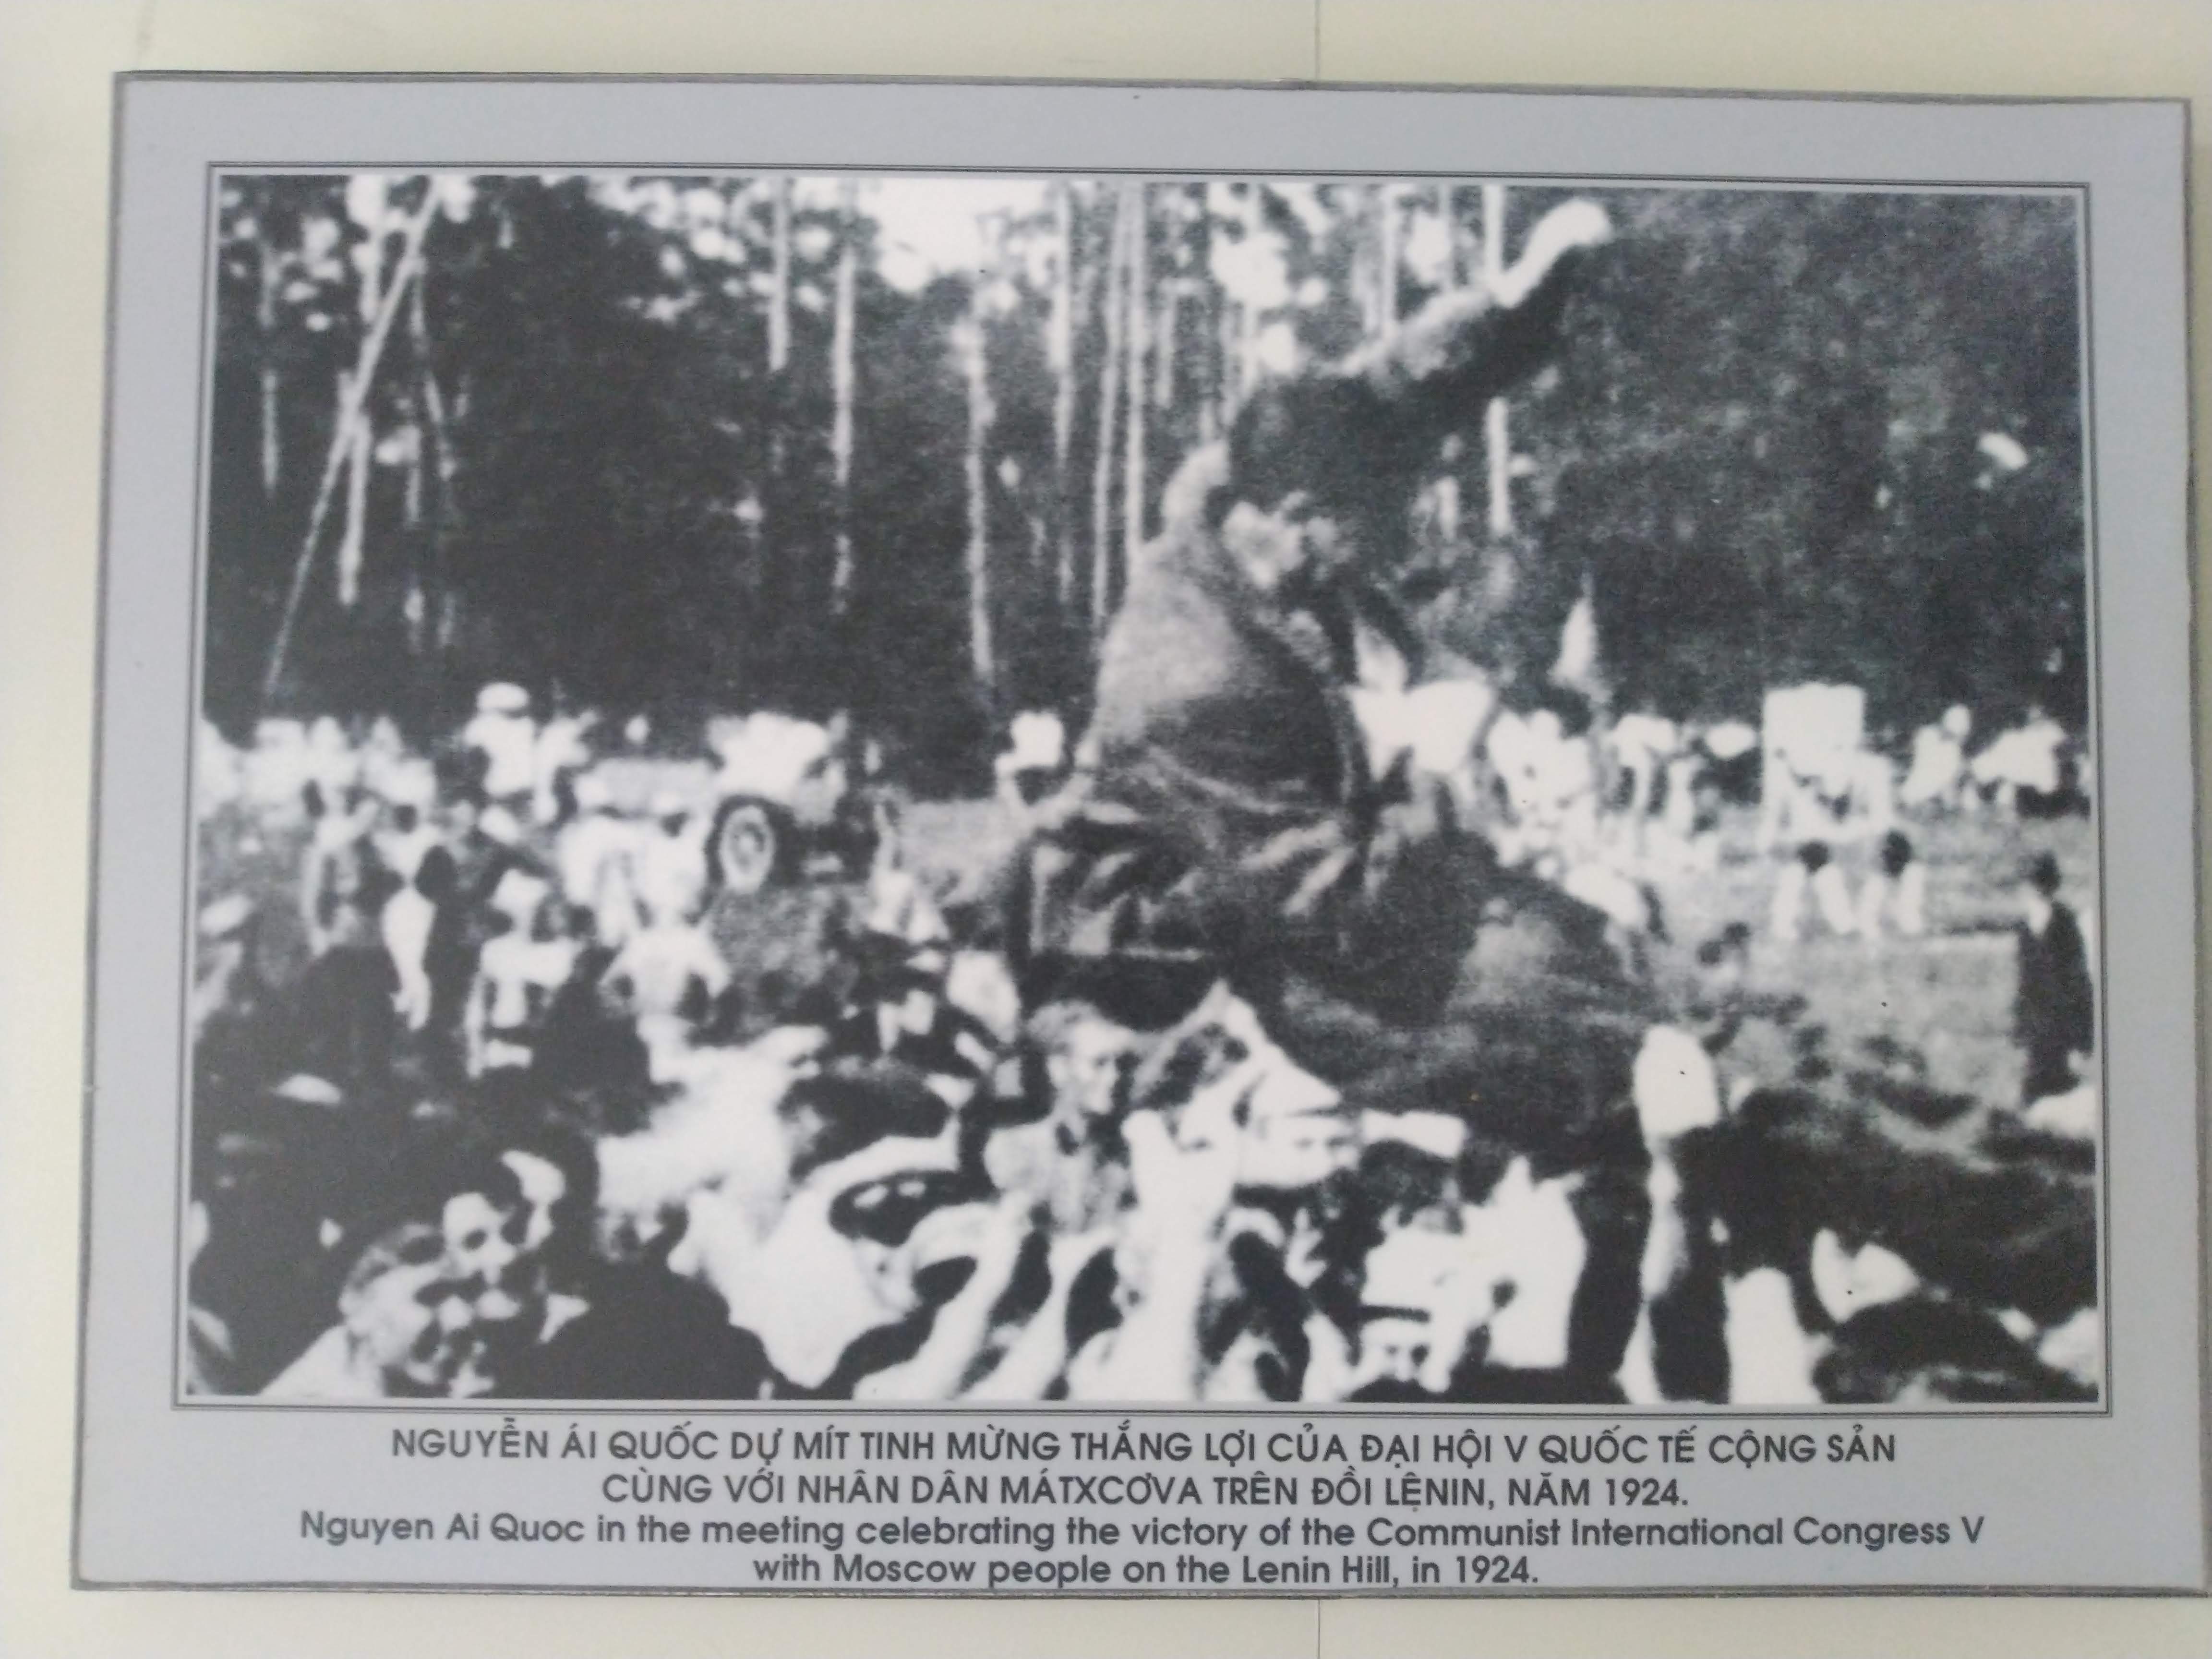 NGUYỄN ÁI QUỐC DỰ MÍT TINH MỪNG THẮNG LỢI CỦA ĐẠI HỘI V QUỐC TẾ CỘNG SẢN
CÙNG VỚI NHÂN DÂN MÁTXCƠVA TRÊN ĐỒI LÊNIN, NĂM 1924.
Nguyen Ai Quoc in the meeting celebrating the victory of the Communist International Congress V
with Moscow people on the Lenin Hill, in 1924.